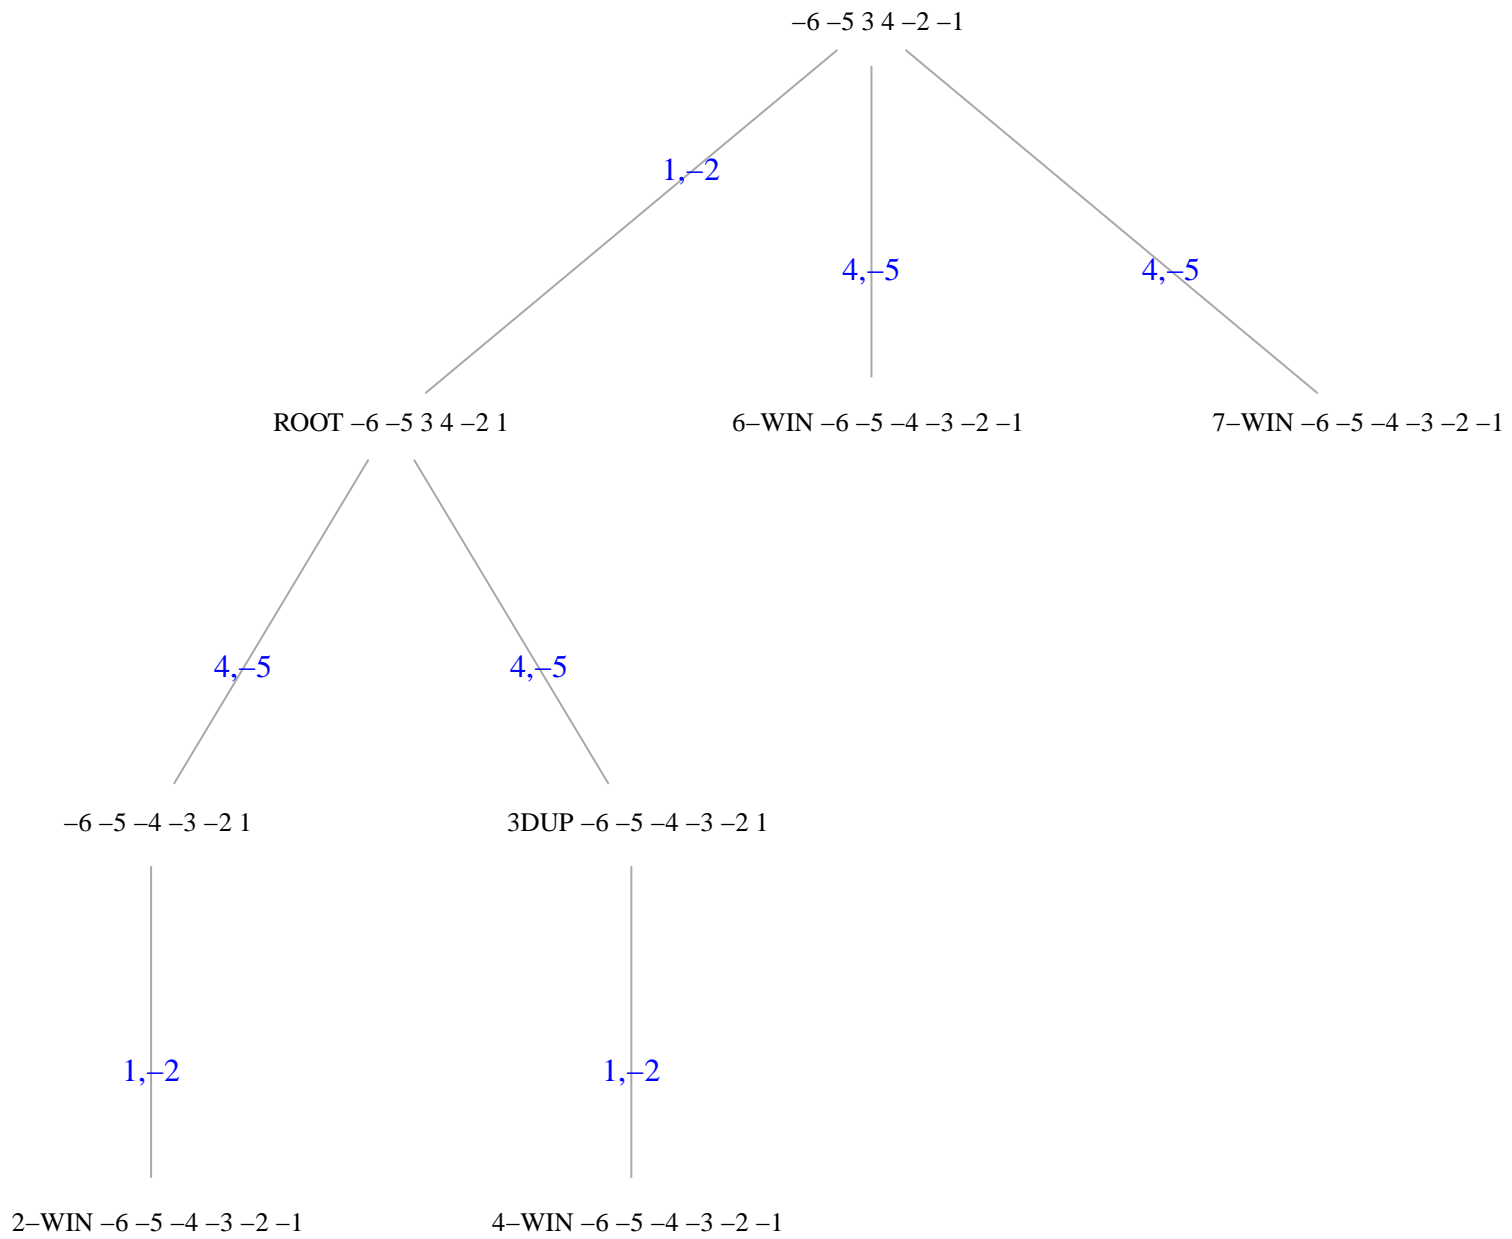 –6 –5 3 4 –2 –1
1,–2
4,–5
4,–5
ROOT –6 –5 3 4 –2 1
6–WIN –6 –5 –4 –3 –2 –1
7–WIN –6 –5 –4 –3 –2 –1
4,–5
4,–5
–6 –5 –4 –3 –2 1
3DUP –6 –5 –4 –3 –2 1
1,–2
1,–2
2–WIN –6 –5 –4 –3 –2 –1
4–WIN –6 –5 –4 –3 –2 –1